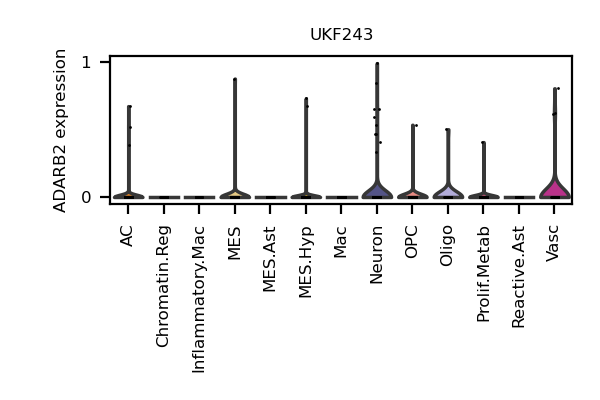 UKF243
ADARB2 expression
1
0
AC
Chromatin.Reg
Inflammatory.Mac
MES
MES.Ast
MES.Hyp
Mac
Neuron
OPC
Oligo
Prolif.Metab
Reactive.Ast
Vasc